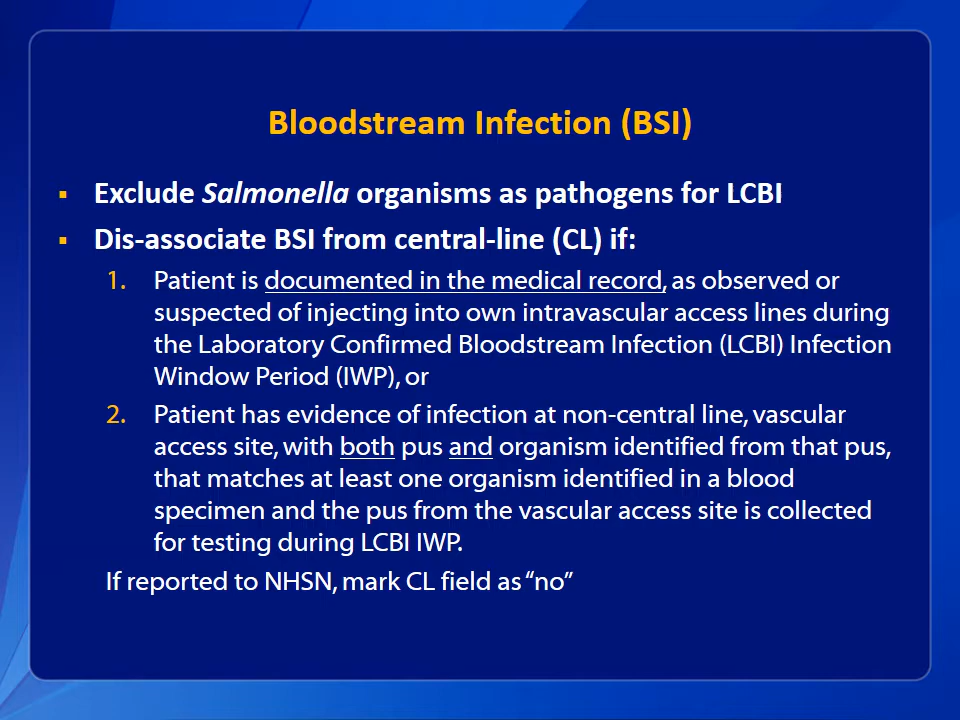 Bloodstream Infection (BSI)
▪ Exclude Salmonella organisms as pathogens for LCBI
▪ Dis-associate BSI from central-line (CL) if:
1. Patient is documented in the medical record, as observed or
suspected of injecting into own intravascular access lines during
the Laboratory Confirmed Bloodstream Infection (LCBI) Infection
Window Period (IWP), or
2. Patient has evidence of infection at non-central line, vascular
access site, with both pus and organism identified from that pus,
that matches at least one organism identified in a blood
specimen and the pus from the vascular access site is collected
for testing during LCBI IWP.
If reported to NHSN, mark CL field as “no”